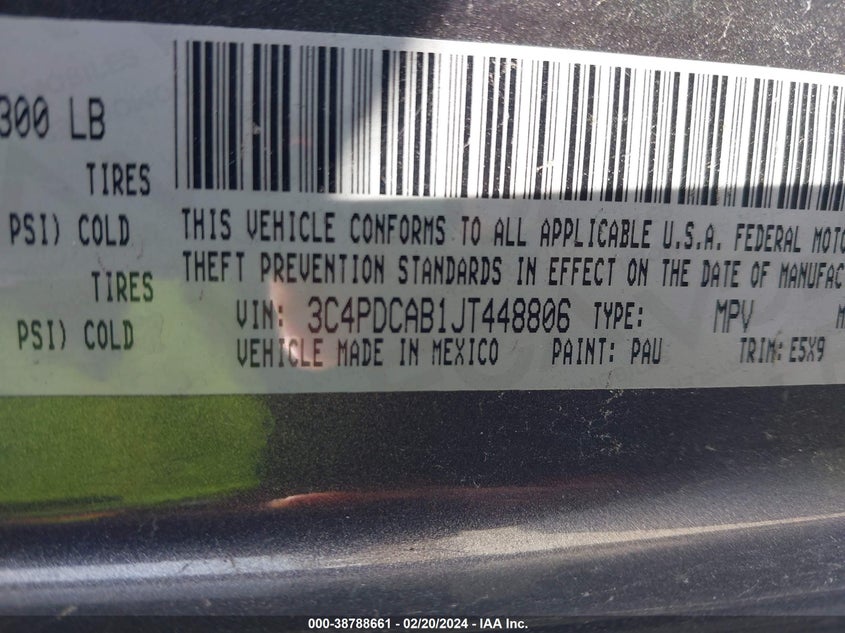 300 LB
TIRES
PSI) COLD
TIRES
PSI) COLD
THIS VEHICLE CONFORMS TO ALL APPLICABLE U.S.A. FEDERAL MOTO
THEFT PREVENTION STANDARDS IN EFFECT ON THE DATE OF MANUFAC
VIN: 3C4PDCAB1JT448806 TYPE: MPV M
VEHICLE MADE IN MEXICO PAINT: PAU TRIM: E5X9
000-38788661 - 02/20/2024 - IAA Inc.